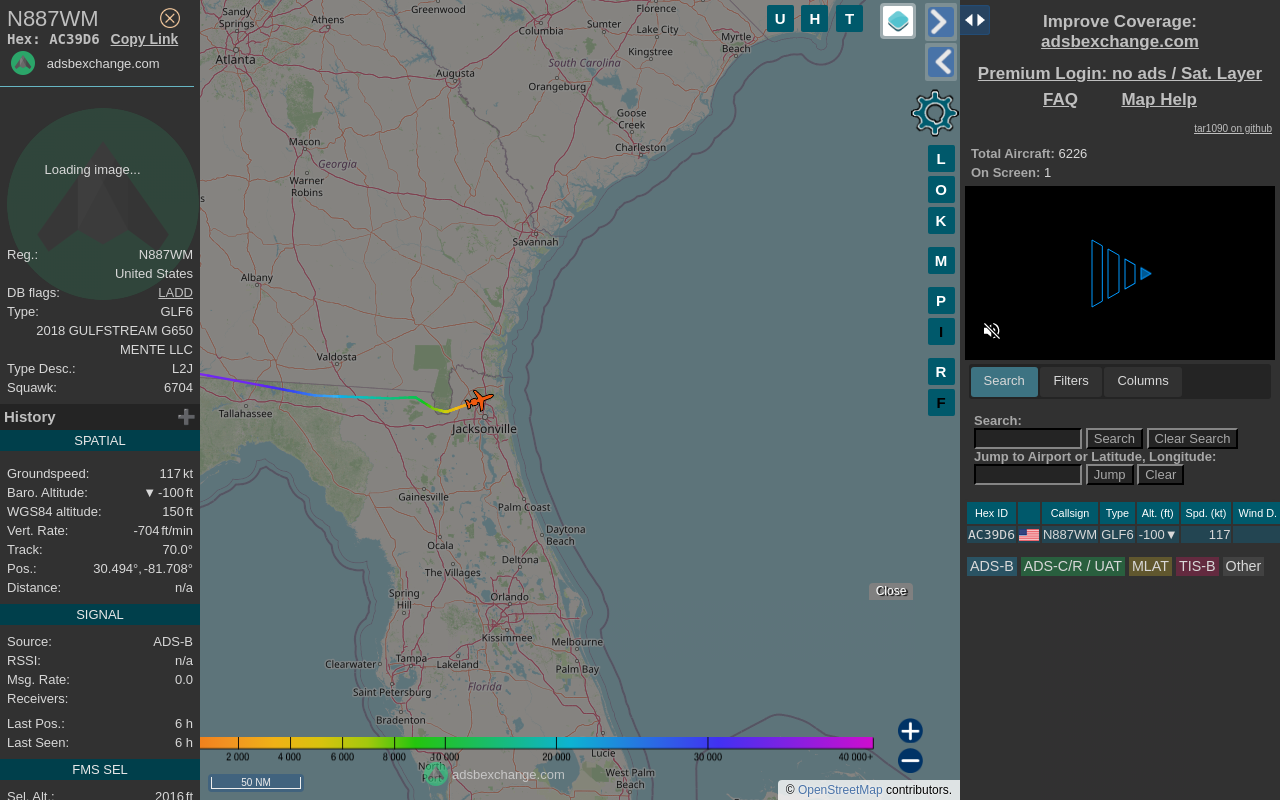 N887WM
Hex: AC39D6 Copy Link
adsbexchange.com
Loading image...
Reg.: N887WM
United States
DB flags: LADD
Type: GLF6
2018 GULFSTREAM G650
MENTE LLC
Type Desc.: L2J
Squawk: 6704
History
SPATIAL
Groundspeed: 117 kt
Baro. Altitude: ▼ -100 ft
WGS84 altitude: 150 ft
Vert. Rate: -704 ft/min
Track: 70.0°
Pos.: 30.494°, -81.708°
Distance: n/a
SIGNAL
Source: ADS-B
RSSI: n/a
Msg. Rate: 0.0
Receivers:
Last Pos.: 6 h
Last Seen: 6 h
FMS SEL
Sel. Alt.: 2016 ft
Sandy
Springs
Atlanta
Athens
Greenwood
Columbia
Florence
Sumter
Lake City
Kingstree
Myrtle
Beach
South Carolina
Augusta
Orangeburg
Goose
Creek
Charleston
Macon
Georgia
Warner
Robins
s
Savannah
Albany
Valdosta
Tallahassee
Jacksonville
Gainesville
Palm Coast
Daytona
Beach
Ocala
Deltona
The Villages
Spring
Hill
Orlando
Kissimmee
Melbourne
Clearwater
Tampa
Lakeland
Palm Bay
Saint Petersburg
Florida
Bradenton
North
Port
Lucie
West Palm
Beach
U H T
L
O
K
M
P
I
R
F
Close
2 000 4 000 6 000 8 000 10 000 20 000 30 000 40 000+
50 NM
adsbexchange.com
© OpenStreetMap contributors.
Improve Coverage:
adsbexchange.com
Premium Login: no ads / Sat. Layer
FAQ Map Help
tar1090 on github
Total Aircraft: 6226
On Screen: 1
Search Filters Columns
Search:
Search Clear Search
Jump to Airport or Latitude, Longitude:
Jump Clear
Hex ID Callsign Type Alt. (ft) Spd. (kt) Wind D.
AC39D6 N887WM GLF6 -100▼ 117
ADS-B ADS-C/R / UAT MLAT TIS-B Other